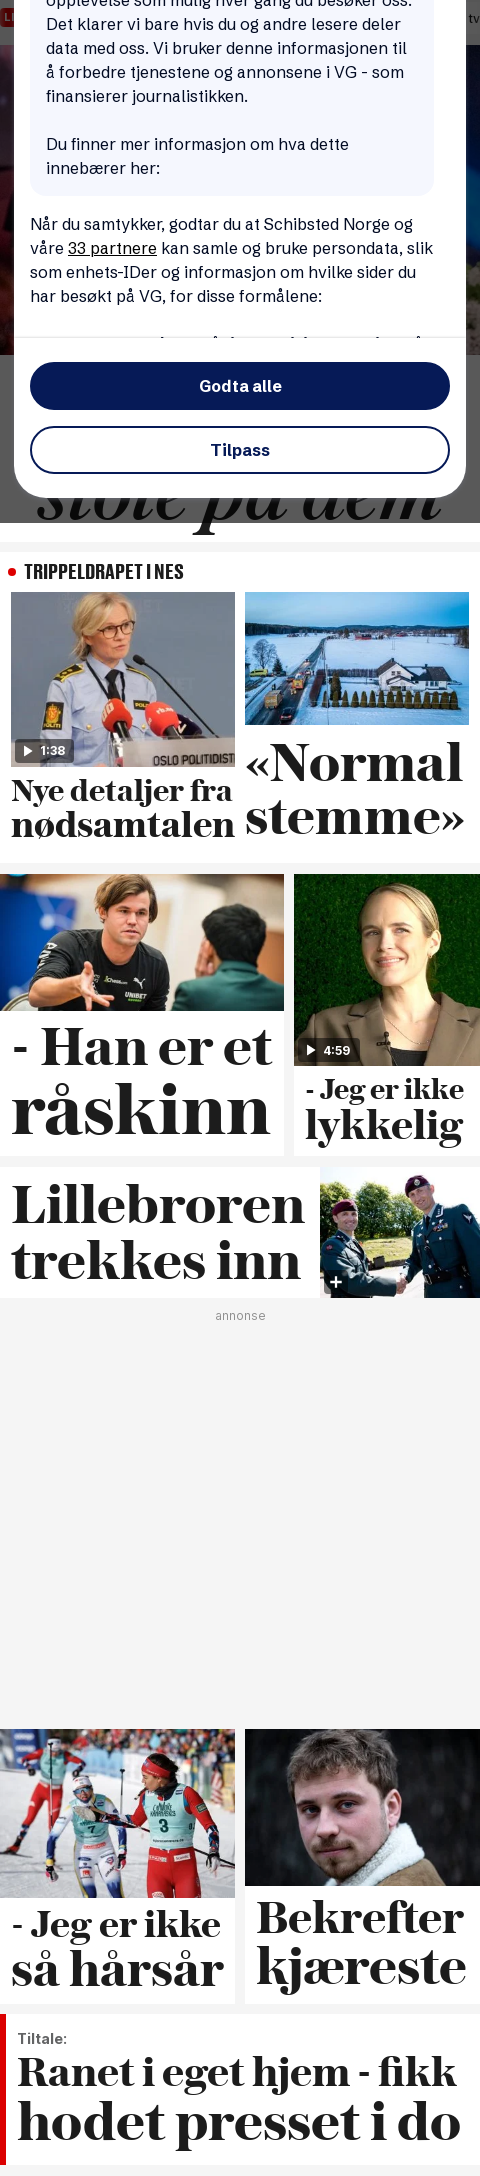 opplevelse som mulig hver gang du besøker oss.
Det klarer vi bare hvis du og andre lesere deler
data med oss. Vi bruker denne informasjonen til
å forbedre tjenestene og annonsene i VG - som
finansierer journalistikken.
Du finner mer informasjon om hva dette
innebærer her:
Når du samtykker, godtar du at Schibsted Norge og
våre 33 partnere kan samle og bruke persondata, slik
som enhets-IDer og informasjon om hvilke sider du
har besøkt på VG, for disse formålene:
Godta alle
Tilpass
stole på dem
TRIPPELDRAPET I NES
POLITI
OSLO POLITIDIST
1:38
Nye detaljer fra
nødsamtalen
«Normal
stemme»
UNIBET
- Han er et
råskinn
4:59
- Jeg er ikke
lykkelig
Lillebroren
trekkes inn
annonse
7
3
- Jeg er ikke
så hårsår
Bekrefter
kjæreste
Tiltale:
Ranet i eget hjem - fikk
hodet presset i do